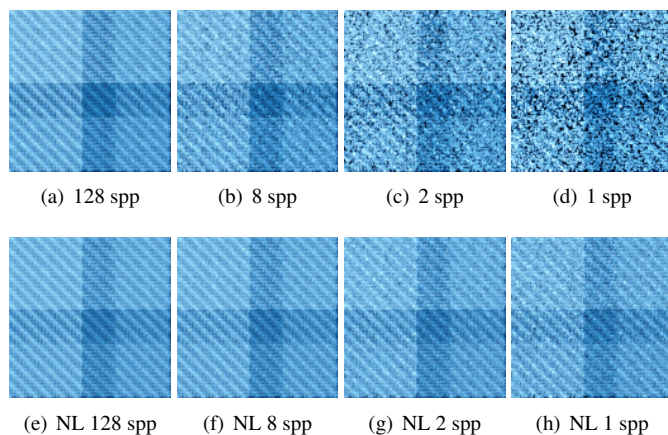 (a) 128 spp
(b) 8 spp
(c) 2 spp
(d) 1 spp
(e) NL 128 spp
(f) NL 8 spp
(g) NL 2 spp
(h) NL 1 spp